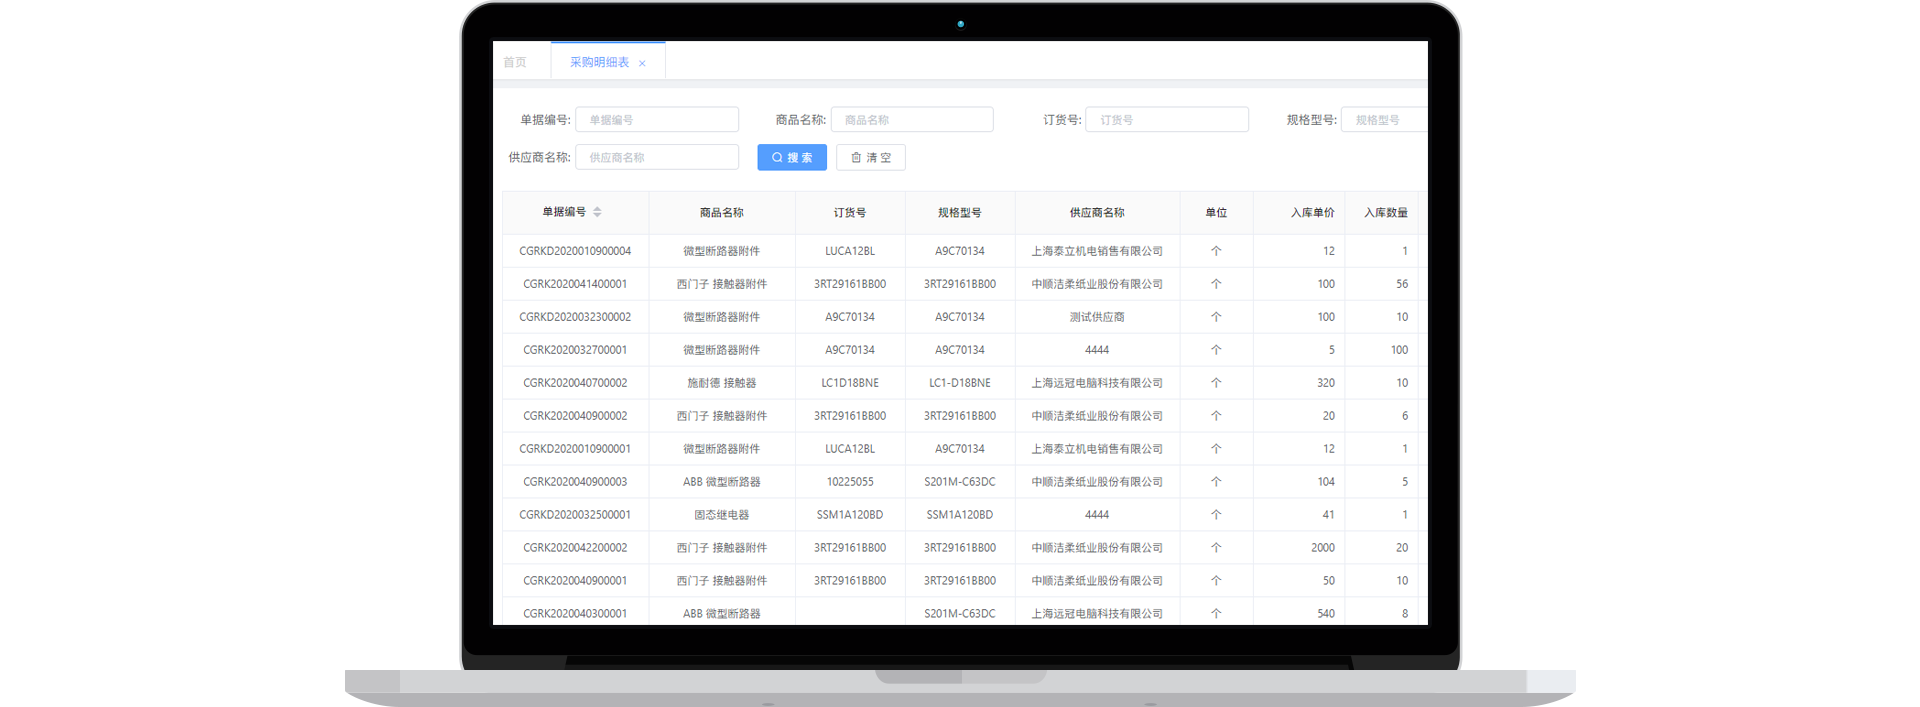 首页 采购明细表 ×
单据编号: 单据编号 商品名称: 商品名称 订货号: 订货号 规格型号: 规格型号
供应商名称: 供应商名称 搜 索 清 空
单据编号 商品名称 订货号 规格型号 供应商名称 单位 入库单价 入库数量
CGRKD2020010900004 微型断路器附件 LUCA12BL A9C70134 上海泰立机电销售有限公司 个 12 1
CGRK2020041400001 西门子 接触器附件 3RT29161BB00 3RT29161BB00 中顺洁柔纸业股份有限公司 个 100 56
CGRKD2020032300002 微型断路器附件 A9C70134 A9C70134 测试供应商 个 100 10
CGRK2020032700001 微型断路器附件 A9C70134 A9C70134 4444 个 5 100
CGRK2020040700002 施耐德 接触器 LC1D18BNE LC1-D18BNE 上海远冠电脑科技有限公司 个 320 10
CGRK2020040900002 西门子 接触器附件 3RT29161BB00 3RT29161BB00 中顺洁柔纸业股份有限公司 个 20 6
CGRKD2020010900001 微型断路器附件 LUCA12BL A9C70134 上海泰立机电销售有限公司 个 12 1
CGRK2020040900003 ABB 微型断路器 10225055 S201M-C63DC 中顺洁柔纸业股份有限公司 个 104 5
CGRKD2020032500001 固态继电器 SSM1A120BD SSM1A120BD 4444 个 41 1
CGRK2020042200002 西门子 接触器附件 3RT29161BB00 3RT29161BB00 中顺洁柔纸业股份有限公司 个 2000 20
CGRK2020040900001 西门子 接触器附件 3RT29161BB00 3RT29161BB00 中顺洁柔纸业股份有限公司 个 50 10
CGRK2020040300001 ABB 微型断路器 S201M-C63DC 上海远冠电脑科技有限公司 个 540 8